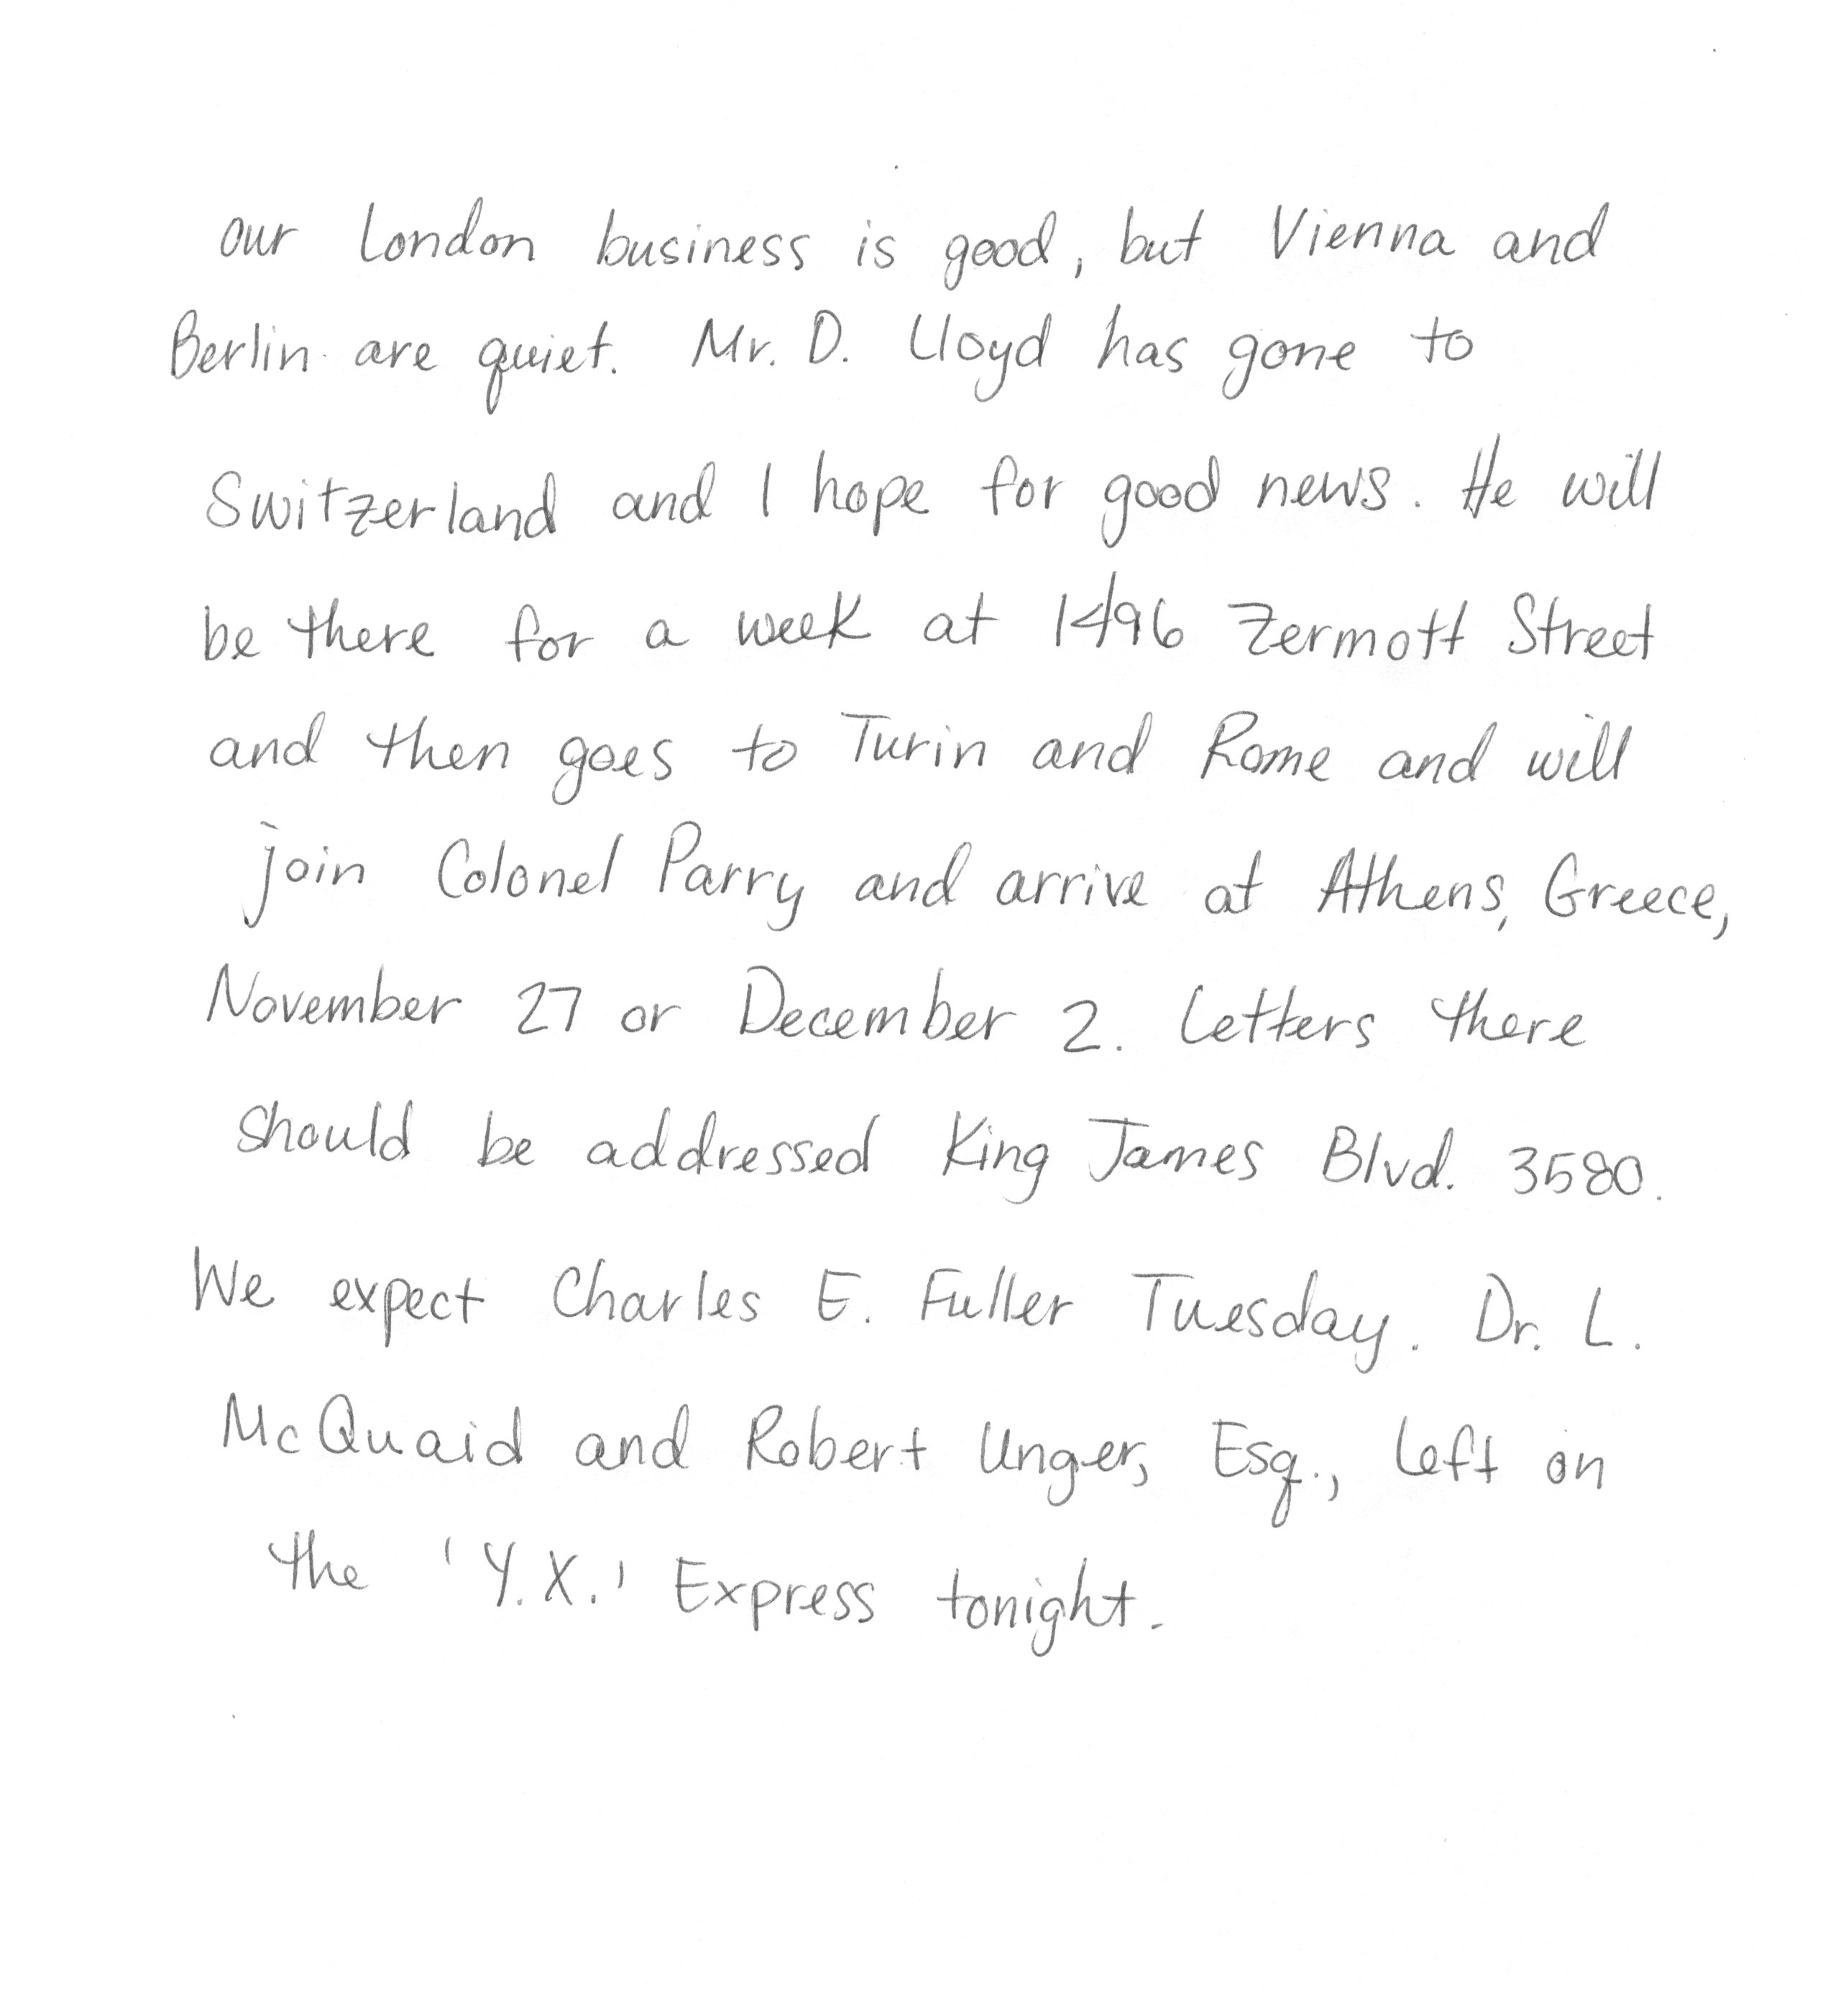 our London business is good, but Vienna and
Berlin are quiet. Mr. D. Lloyd has gone to
Switzerland and I hope for good news. He will
be there for a week at 1496 Zermott Street
and then goes to Turin and Rome and will
join Colonel Parry and arrive at Athens, Greece,
November 27 or December 2. Letters there
should be addressed King James Blvd. 3580.
We expect Charles E. Fuller Tuesday. Dr. L.
McQuaid and Robert Unger, Esq., left on
the 'Y.X.' Express tonight.